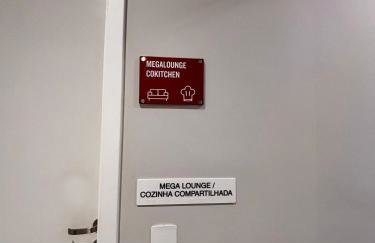 MEGALOUNGE
COKITCHEN
MEGA LOUNGE /
COZINHA COMPARTILHADA